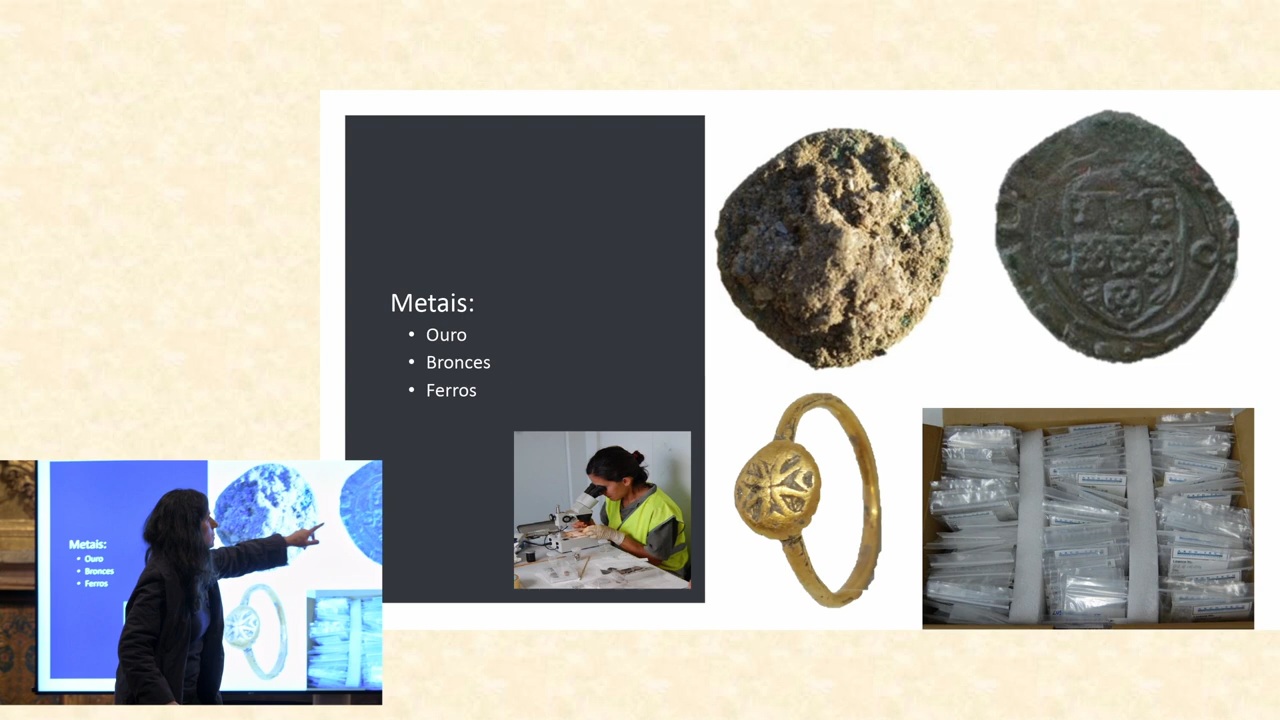 Metais:
• Ouro
• Bronces
• Ferros
Metais:
• Ouro
• Bronces
• Ferros